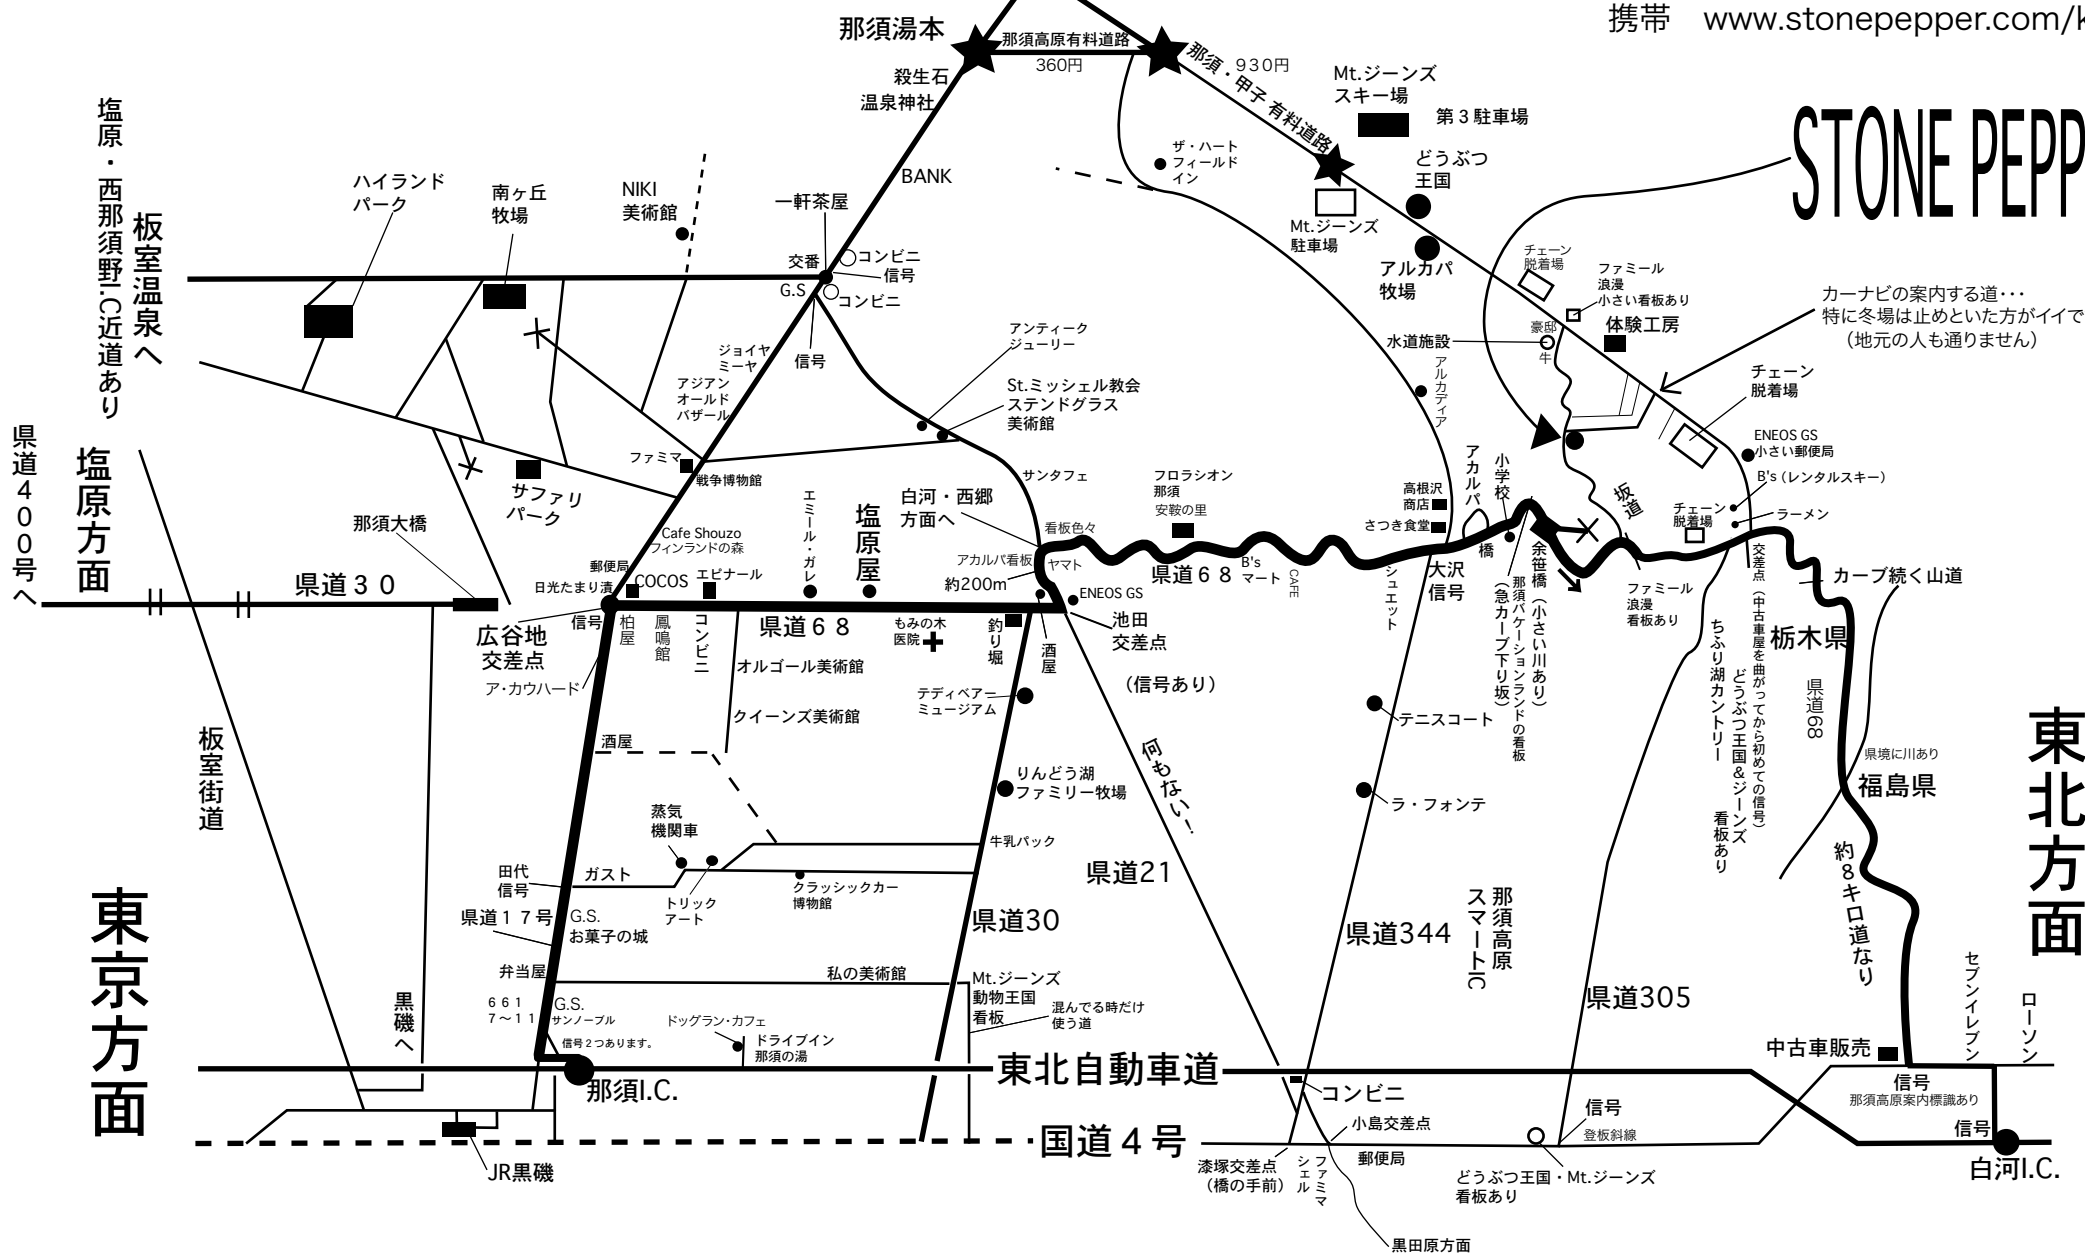 携帯　www.stonepepper.com/k
STONE PEPP
那須湯本
那須高原有料道路
360円
那須・甲子 有料道路
930円
殺生石
温泉神社
BANK
Mt.ジーンズ
スキー場
第３駐車場
ザ・ハート
フィールド
イン
どうぶつ
王国
Mt.ジーンズ
駐車場
アルカパ
牧場
チェーン
脱着場
ファミール
浪漫
小さい看板あり
体験工房
豪邸
牛
水道施設
アルカディア
カーナビの案内する道･･･
特に冬場は止めといた方がイイで
（地元の人も通りません）
チェーン
脱着場
ENEOS GS
小さい郵便局
B's（レンタルスキー）
ラーメン
チェーン
脱着場
坂道
塩原・西那須野I.C近道あり
板室温泉へ
ハイランド
パーク
南ヶ丘
牧場
NIKI
美術館
一軒茶屋
交番
コンビニ
信号
G.S
コンビニ
信号
ジョイヤ
ミーヤ
アジアン
オールド
バザール
アンティーク
ジューリー
St.ミッシェル教会
ステンドグラス
美術館
ファミマ
戦争博物館
サファリ
パーク
サンタフェ
県道400号へ
塩原方面
那須大橋
県道３０
Cafe Shouzo
フィンランドの森
郵便局
日光たまり漬
COCOS
エピナール
エミール・ガレ
塩原屋
白河・西郷
方面へ
看板色々
アカルパ看板
ヤマト
約200m
ENEOS GS
フロラシオン
那須
安鞍の里
県道６８
B's
マート
CAFE
高根沢
商店
さつき食堂
アカルパ
小学校
橋
シュエット
大沢
信号
余笹橋（小さい川あり）
那須バケーションランドの看板
（急カーブ下り坂）
ファミール
浪漫
看板あり
交差点（中古車屋を曲がってから初めての信号）
カーブ続く山道
栃木県
県道68
ちふり湖カントリー
どうぶつ王国＆ジーンズ
看板あり
県境に川あり
福島県
東北方面
約８キロ道なり
広谷地
交差点
信号
柏屋
鳳鳴館
コンビニ
県道６８
もみの木
医院
釣り堀
酒屋
池田
交差点
（信号あり）
ア・カウハード
オルゴール美術館
クイーンズ美術館
テディベアー
ミュージアム
酒屋
板室街道
何もない！
テニスコート
ラ・フォンテ
りんどう湖
ファミリー牧場
蒸気
機関車
牛乳パック
県道21
田代
信号
ガスト
トリック
アート
クラッシックカー
博物館
県道１７号
G.S.
お菓子の城
県道30
県道344
那須高原
スマートIC
県道305
東京方面
黒磯へ
弁当屋
私の美術館
Mt.ジーンズ
動物王国
看板
混んでる時だけ
使う道
６６１
７〜１１
G.S.
サンノーブル
信号２つあります。
ドッグラン・カフェ
ドライブイン
那須の湯
東北自動車道
那須I.C.
コンビニ
小島交差点
国道４号
JR黒磯
漆塚交差点
（橋の手前）
ファミマ
シェル
郵便局
信号
登板斜線
どうぶつ王国・Mt.ジーンズ
看板あり
黒田原方面
中古車販売
セブンイレブン
ローソン
信号
那須高原案内標識あり
信号
白河I.C.